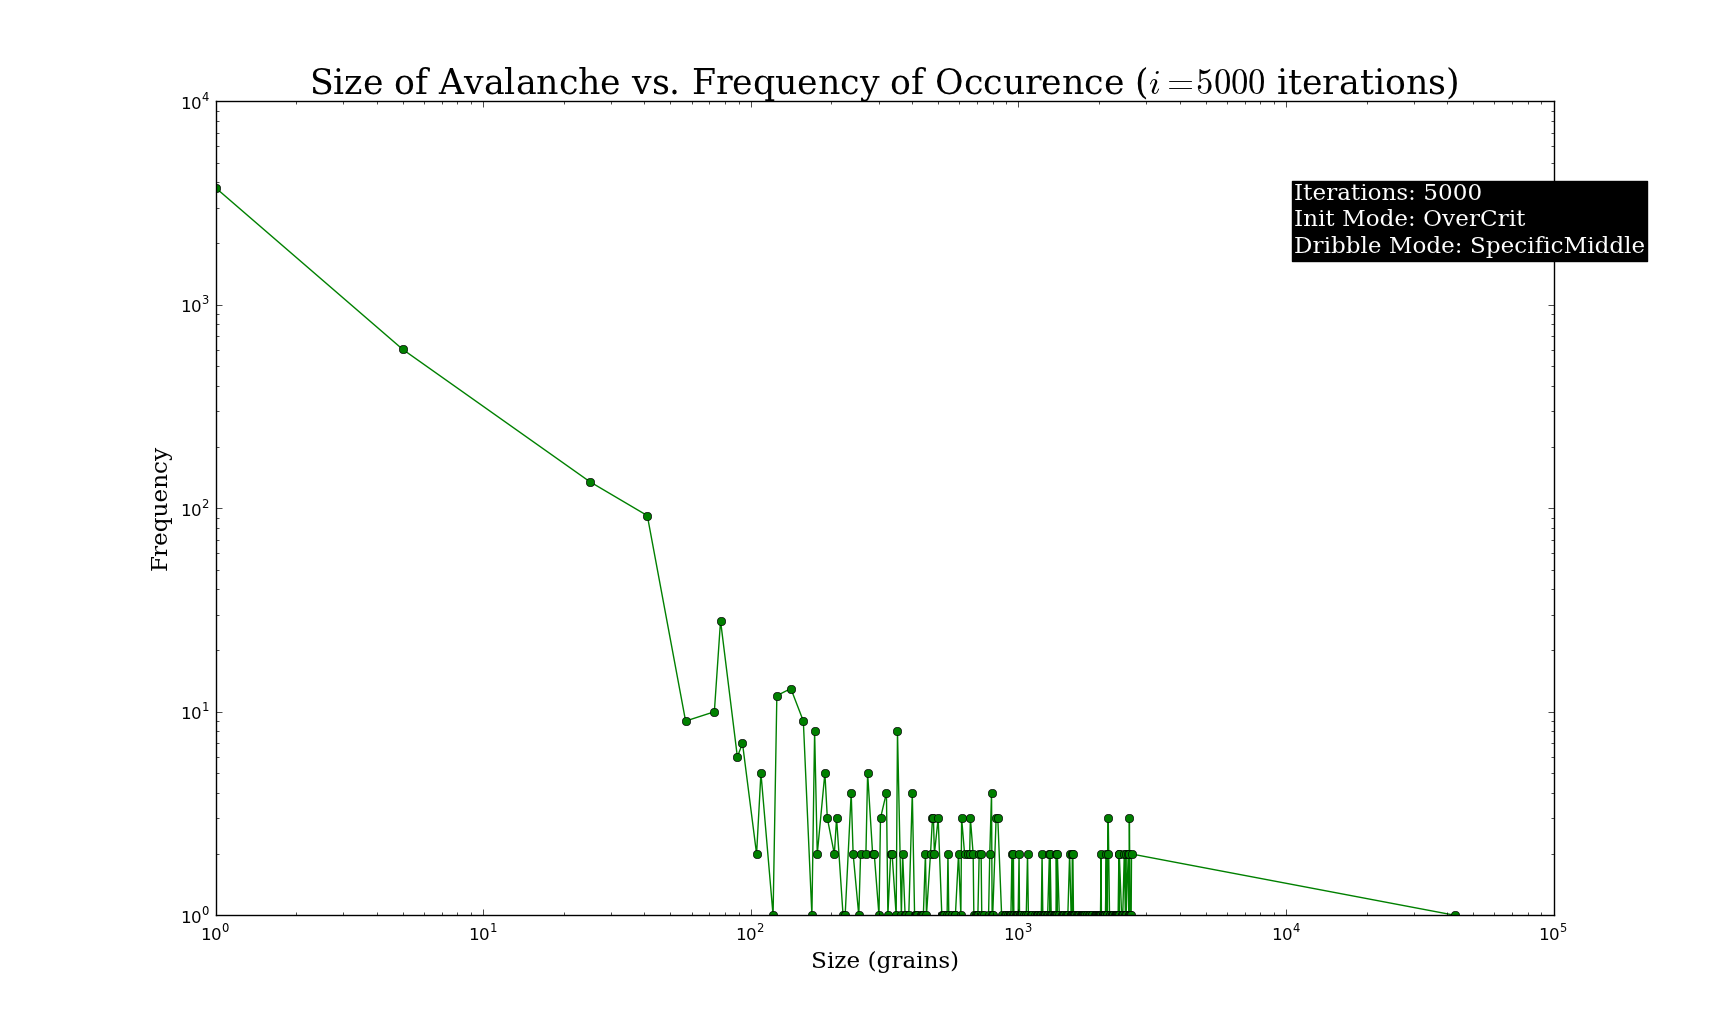 Size of Avalanche vs. Frequency of Occurence (i = 5000 iterations)
10^4
10^3
10^2
10^1
10^0
Frequency
Iterations: 5000
Init Mode: OverCrit
Dribble Mode: SpecificMiddle
10^0 10^1 10^2 10^3 10^4 10^5
Size (grains)